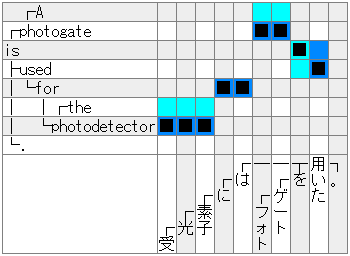 A
photogate
is
used
for
the
photodetector
.
受
光
素子
に
は
フォト
ゲート
を
用いた
。